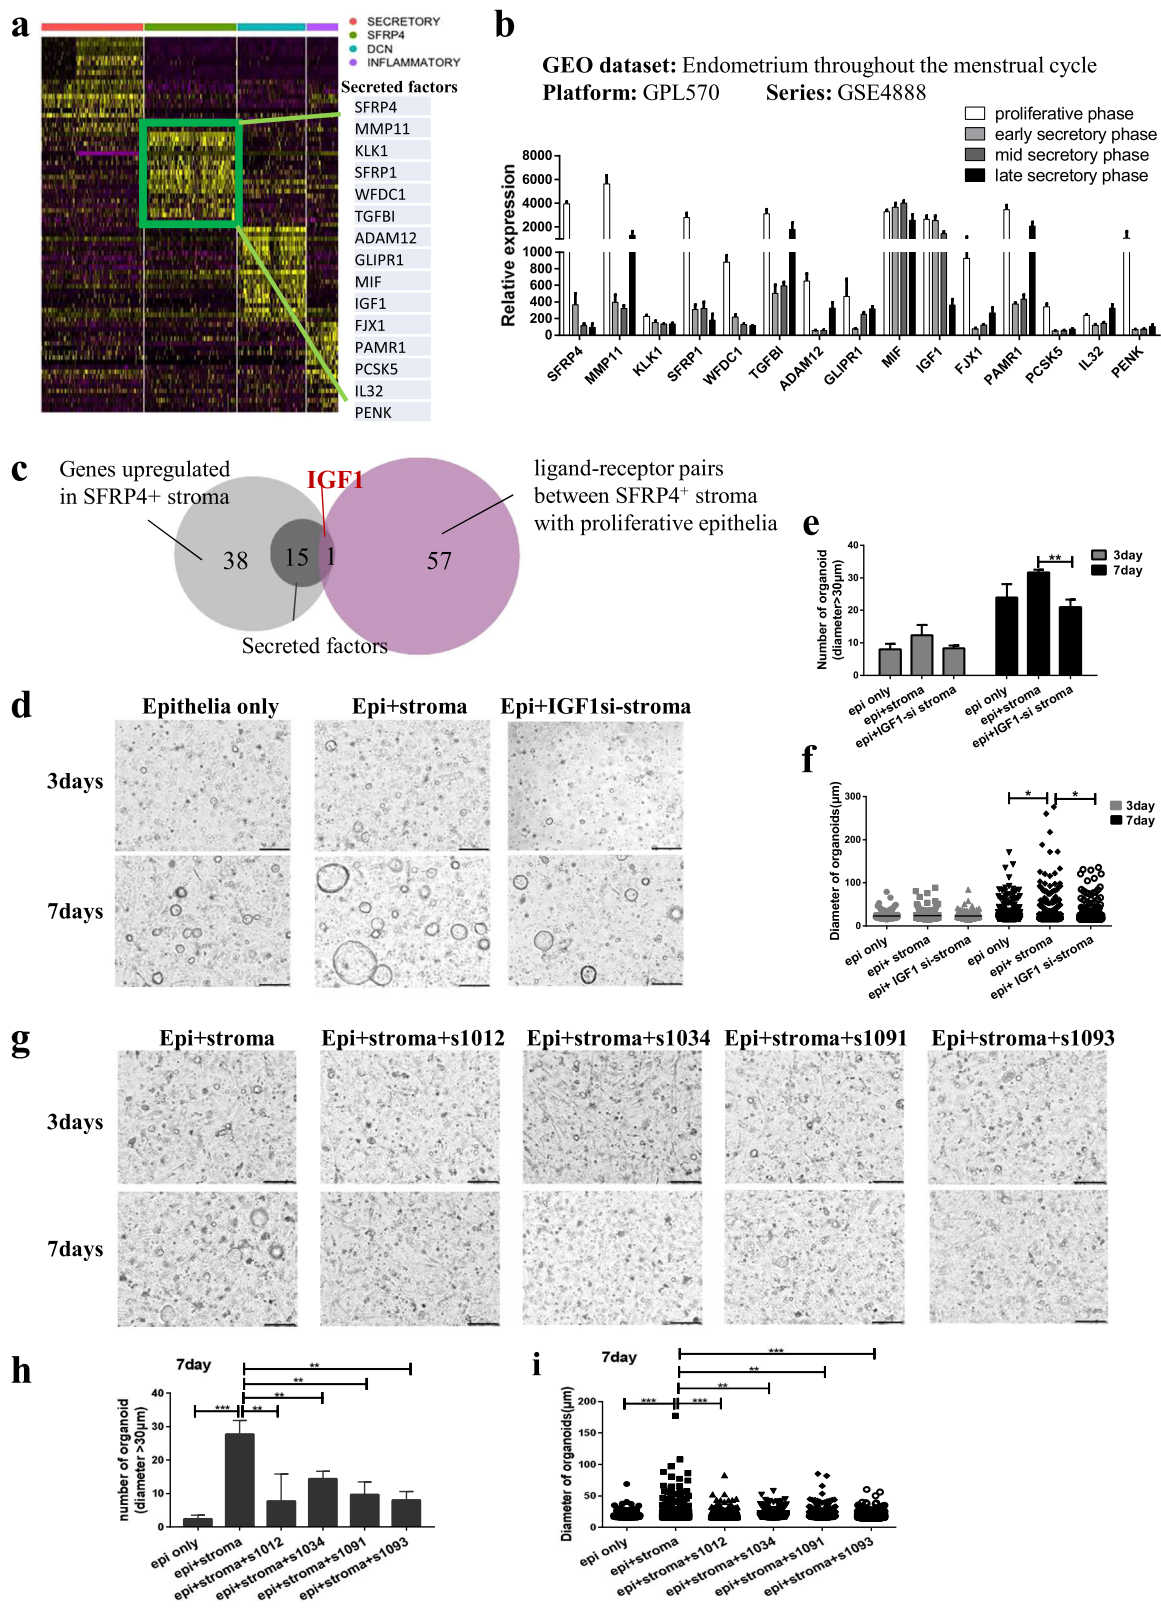 a
SECRETORY
SFRP4
DCN
INFLAMMATORY
Secreted factors
SFRP4
MMP11
KLK1
SFRP1
WFDC1
TGFBI
ADAM12
GLIPR1
MIF
IGF1
FJX1
PAMR1
PCSK5
IL32
PENK
b
GEO dataset: Endometrium throughout the menstrual cycle
Platform: GPL570 Series: GSE4888
proliferative phase
early secretory phase
mid secretory phase
late secretory phase
Relative expression
8000
6000
4000
2000
1000
800
600
400
200
0
SFRP4
MMP11
KLK1
SFRP1
WFDC1
TGFBI
ADAM12
GLIPR1
MIF
IGF1
FJX1
PAMR1
PCSK5
IL32
PENK
c
Genes upregulated
in SFRP4+ stroma
IGF1
ligand-receptor pairs
between SFRP4+ stroma
with proliferative epithelia
38
15
1
57
Secreted factors
d
Epithelia only
Epi+stroma
Epi+IGF1si-stroma
3days
7days
e
Number of organoid
(diameter>30μm)
40
30
20
10
0
**
3day
7day
epi only
epi+stroma
epi+IGF1-si stroma
epi only
epi+stroma
epi+IGF1-si stroma
f
Diameter of organoids(μm)
300
200
100
0
*
*
3day
7day
epi only
epi+ stroma
epi+ IGF1 si-stroma
epi only
epi+ stroma
epi+ IGF1 si-stroma
g
Epi+stroma
Epi+stroma+s1012
Epi+stroma+s1034
Epi+stroma+s1091
Epi+stroma+s1093
3days
7days
h
7day
number of organoid
(diameter >30μm)
40
30
20
10
0
**
**
**
***
**
epi only
epi+stroma
epi+stroma+s1012
epi+stroma+s1034
epi+stroma+s1091
epi+stroma+s1093
i
7day
Diameter of organoids(μm)
200
150
100
50
0
***
**
**
***
***
epi only
epi+stroma
epi+stroma+s1012
epi+stroma+s1034
epi+stroma+s1091
epi+stroma+s1093